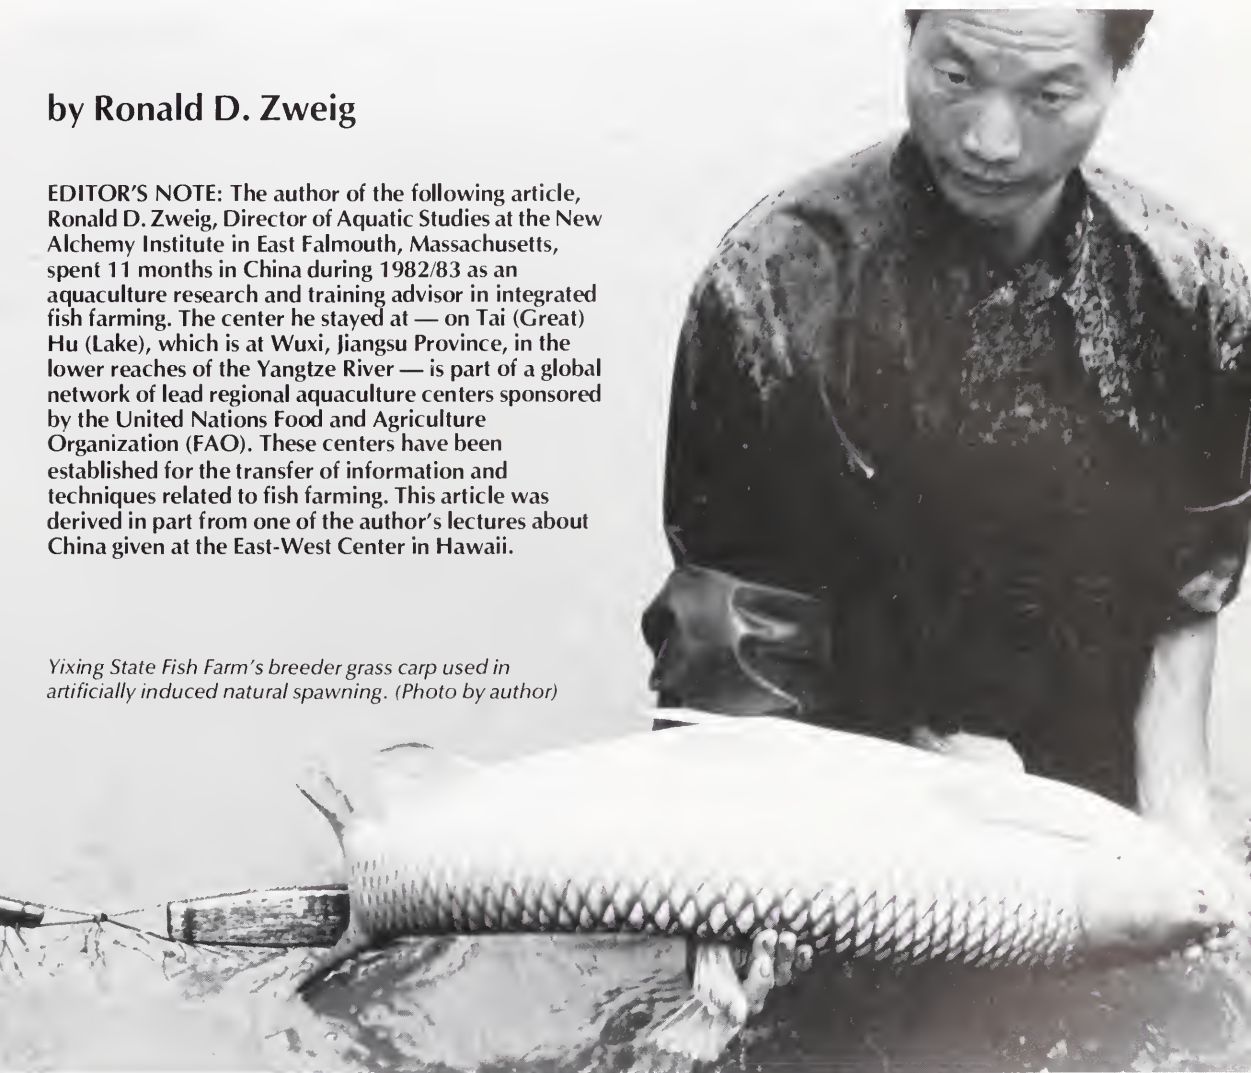 by Ronald D. Zweig
EDITOR'S NOTE: The author of the following article,
Ronald D. Zweig, Director of Aquatic Studies at the New
Alchemy Institute in East Falmouth, Massachusetts,
spent 11 months in China during 1982/83 as an
aquaculture research and training advisor in integrated
fish farming. The center he stayed at — on Tai (Great)
Hu (Lake), which is at Wuxi, Jiangsu Province, in the
lower reaches of the Yangtze River — is part of a global
network of lead regional aquaculture centers sponsored
by the United Nations Food and Agriculture
Organization (FAO). These centers have been
established for the transfer of information and
techniques related to fish farming. This article was
derived in part from one of the author's lectures about
China given at the East-West Center in Hawaii.
Yixing State Fish Farm's breeder grass carp used in
artificially induced natural spawning. (Photo by author)